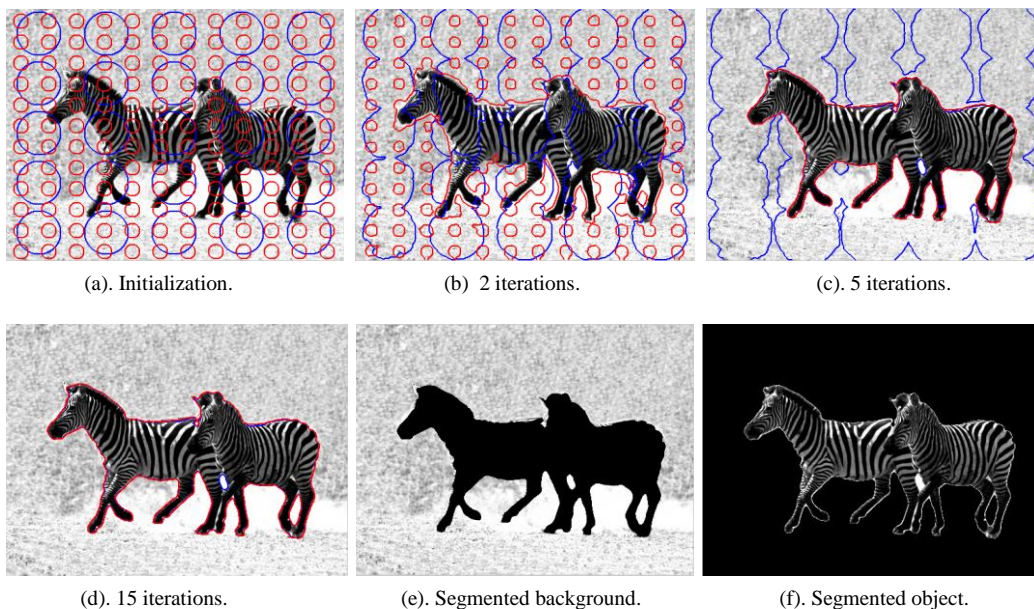 (a). Initialization.
(b) 2 iterations.
(c). 5 iterations.
(d). 15 iterations.
(e). Segmented background.
(f). Segmented object.